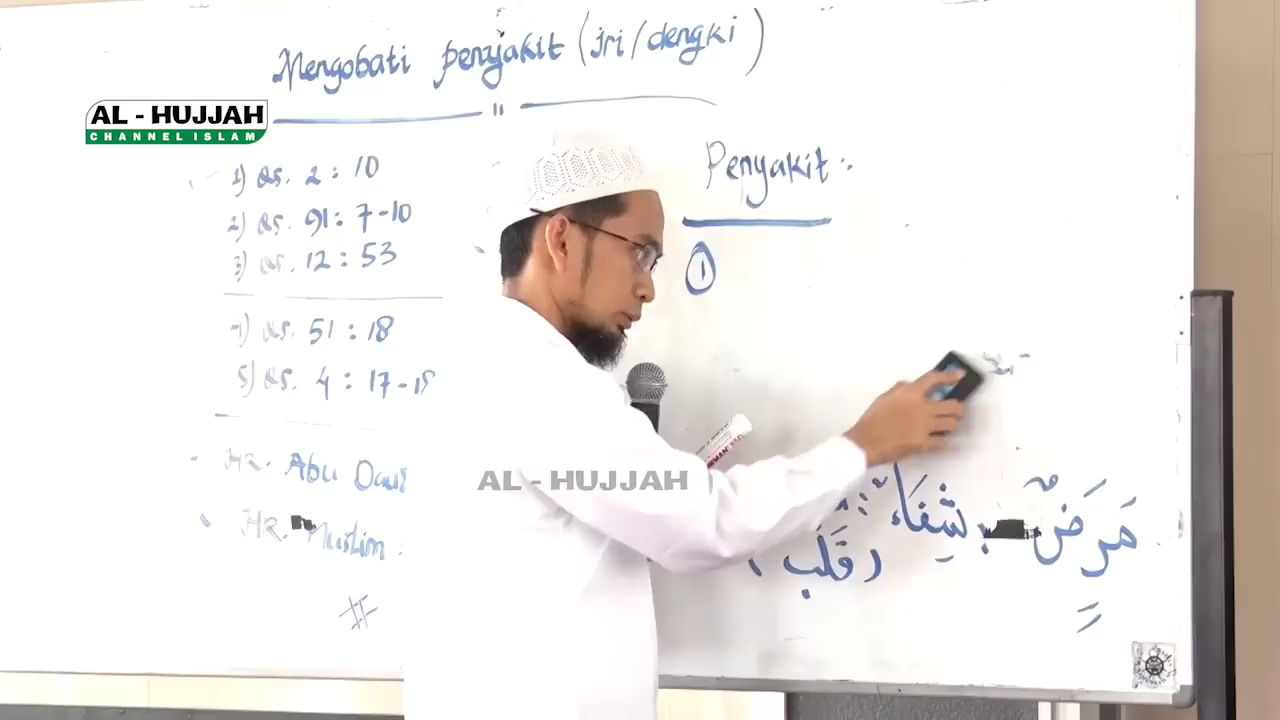 Mengobati penyakit (iri/dengki)
AL - HUJJAH
CHANNEL ISLAM
1) QS. 2 : 10
2) QS. 91 : 7-10
3) QS. 12 : 53
4) QS. 51 : 18
5) QS. 4 : 17-18
- HR. Abu Daud
HR. Muslim :
Penyakit :
1
AL - HUJJAH
مَرَضٌ شِفَاء
قَلْب